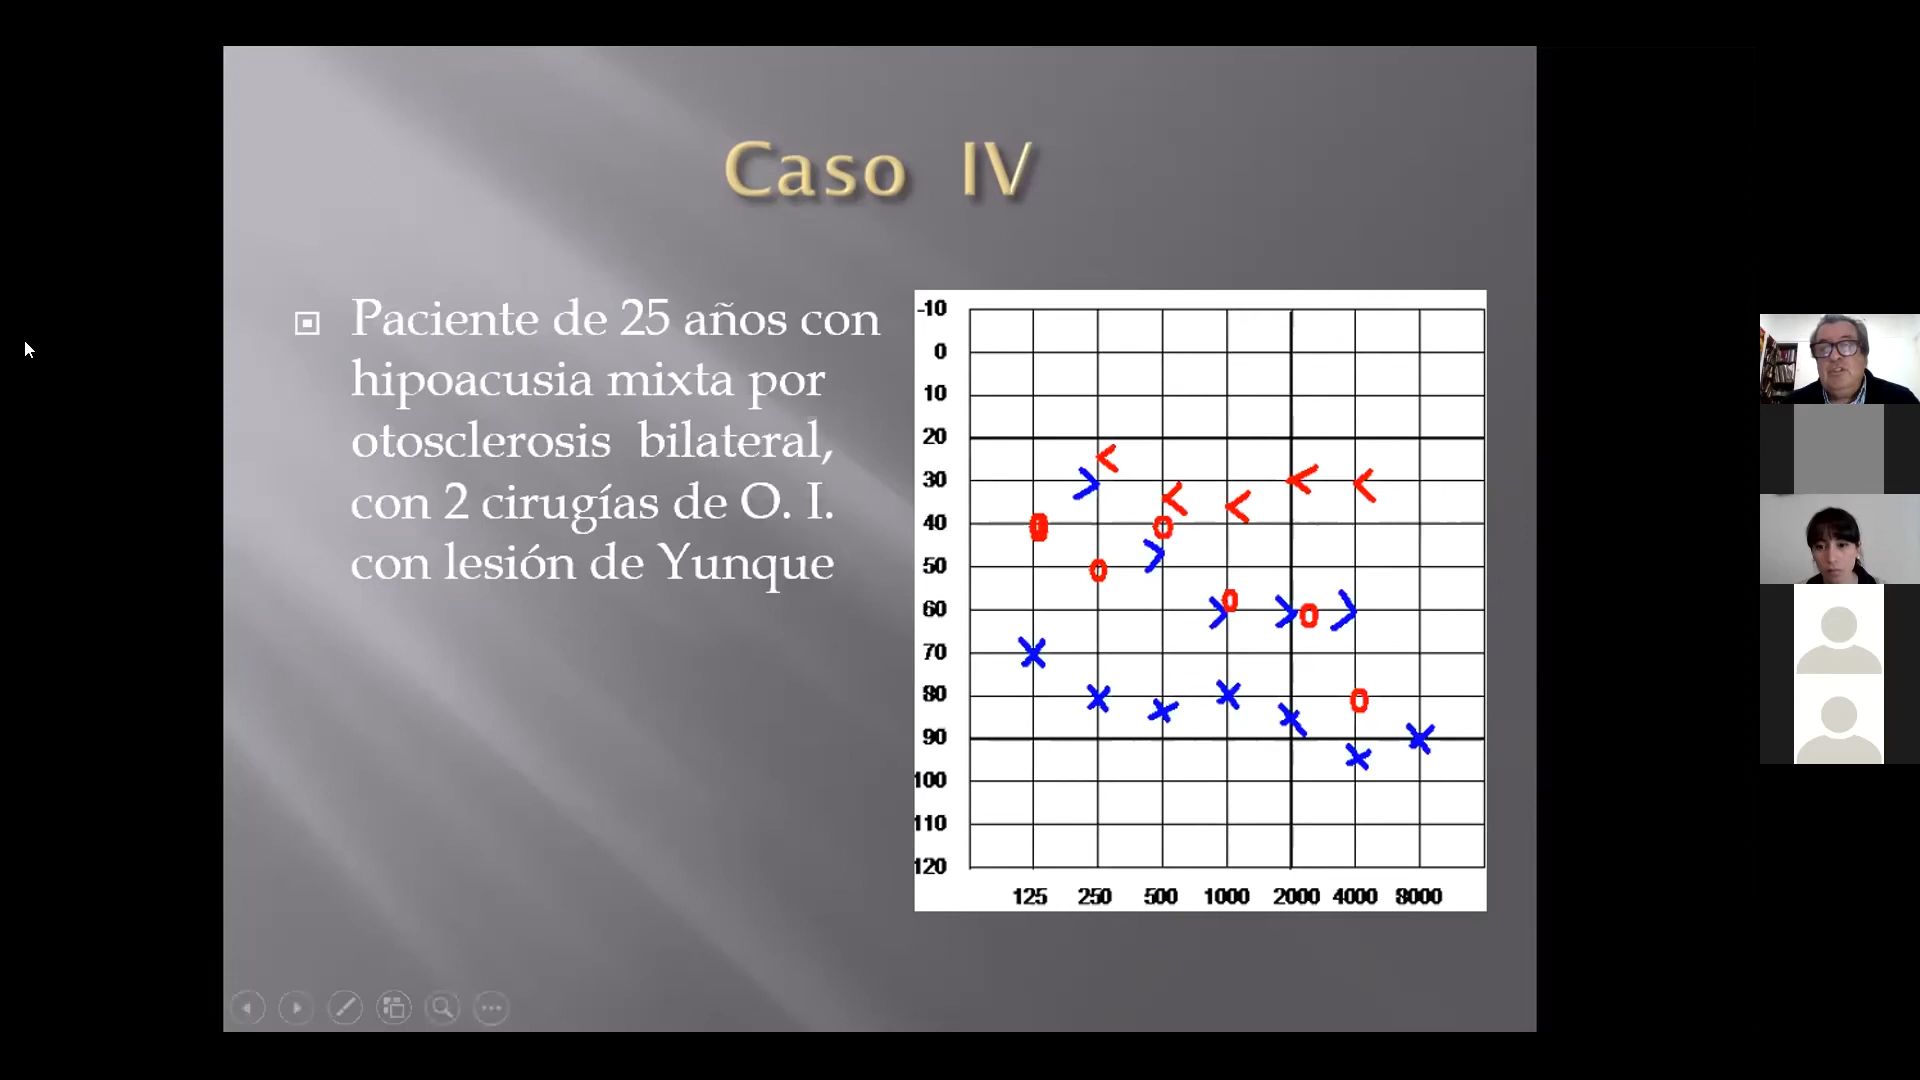 Caso IV
Paciente de 25 años con
hipoacusia mixta por
otosclerosis bilateral,
con 2 cirugías de O. I.
con lesión de Yunque
-10
0
10
20
30
40
50
60
70
80
90
100
110
120
125 250 500 1000 2000 4000 8000